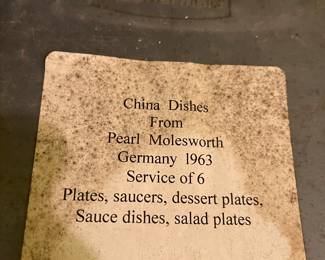 China Dishes
From
Pearl Molesworth
Germany 1963
Service of 6
Plates, saucers, dessert plates,
Sauce dishes, salad plates